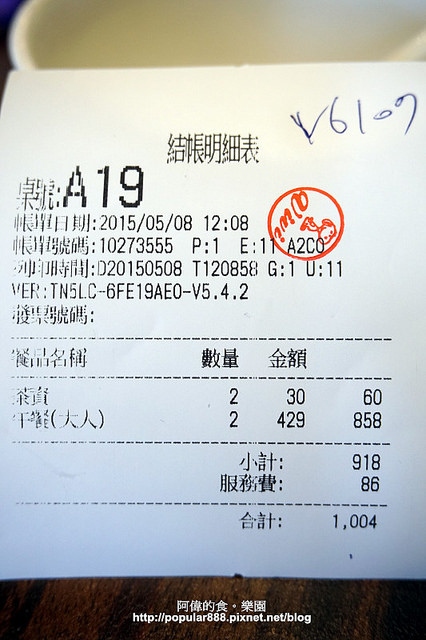 V6109
結帳明細表
桌號:A19
帳單日期:2015/05/08 12:08
帳單號碼:10273555 P:1 E:11 A2C0
列印時間:D20150508 T120858 G:1 U:11
VER:TN5LC-6FE19AE0-V5.4.2
發票號碼:
餐品名稱 數量 金額
茶資 2 30 60
午餐(大人) 2 429 858
小計: 918
服務費: 86
合計: 1,004
阿偉的食。樂園
http://popular888.pixnet.net/blog